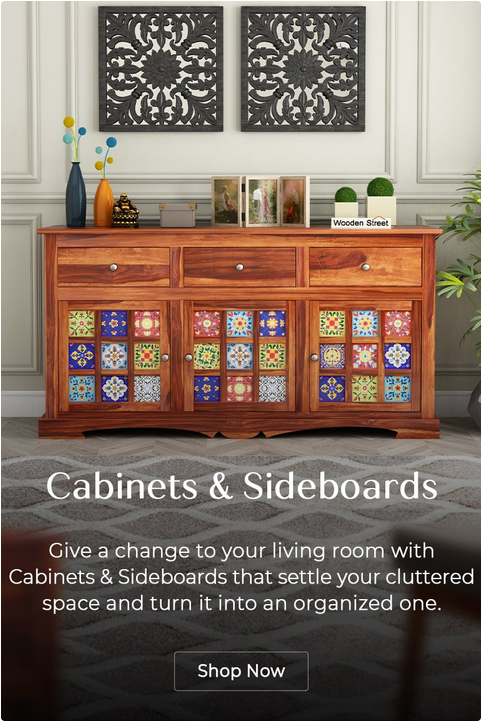 Wooden Street
Cabinets & Sideboards
Give a change to your living room with
Cabinets & Sideboards that settle your cluttered
space and turn it into an organized one.
Shop Now